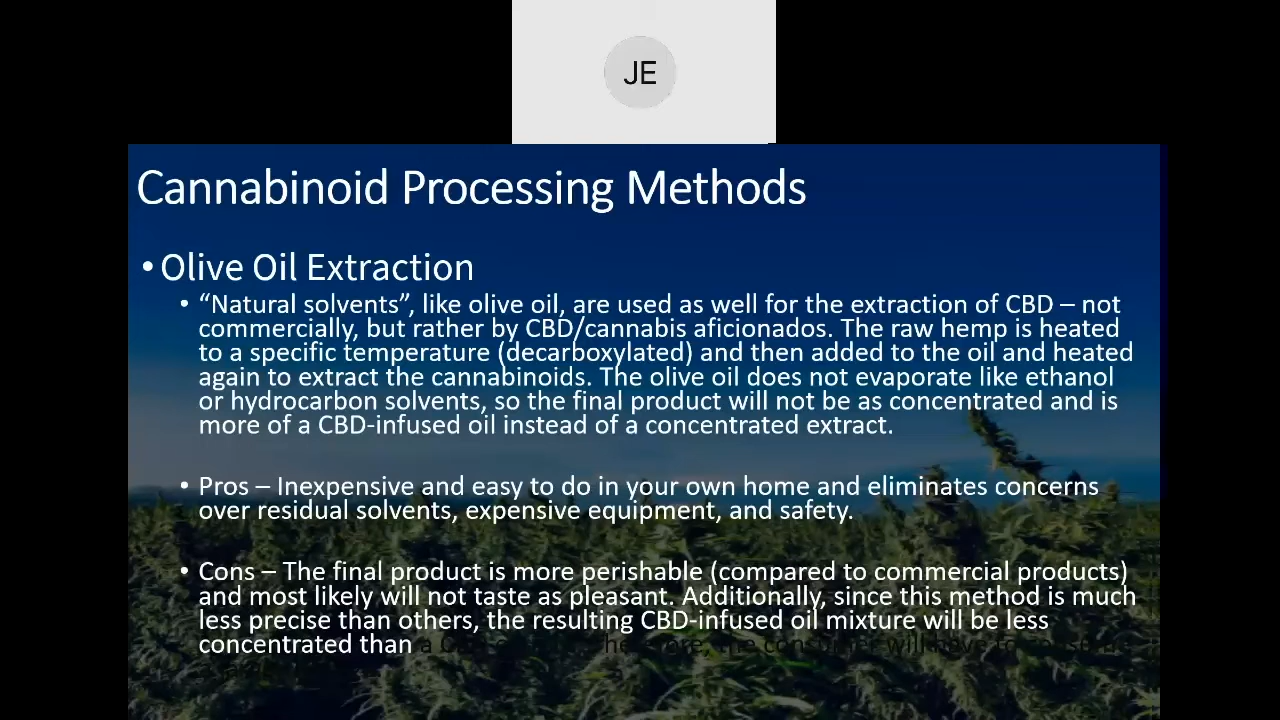 JE
Cannabinoid Processing Methods
• Olive Oil Extraction
• “Natural solvents”, like olive oil, are used as well for the extraction of CBD – not
commercially, but rather by CBD/cannabis aficionados. The raw hemp is heated
to a specific temperature (decarboxylated) and then added to the oil and heated
again to extract the cannabinoids. The olive oil does not evaporate like ethanol
or hydrocarbon solvents, so the final product will not be as concentrated and is
more of a CBD-infused oil instead of a concentrated extract.
• Pros – Inexpensive and easy to do in your own home and eliminates concerns
over residual solvents, expensive equipment, and safety.
• Cons – The final product is more perishable (compared to commercial products)
and most likely will not taste as pleasant. Additionally, since this method is much
less precise than others, the resulting CBD-infused oil mixture will be less
concentrated than a the consumer will have